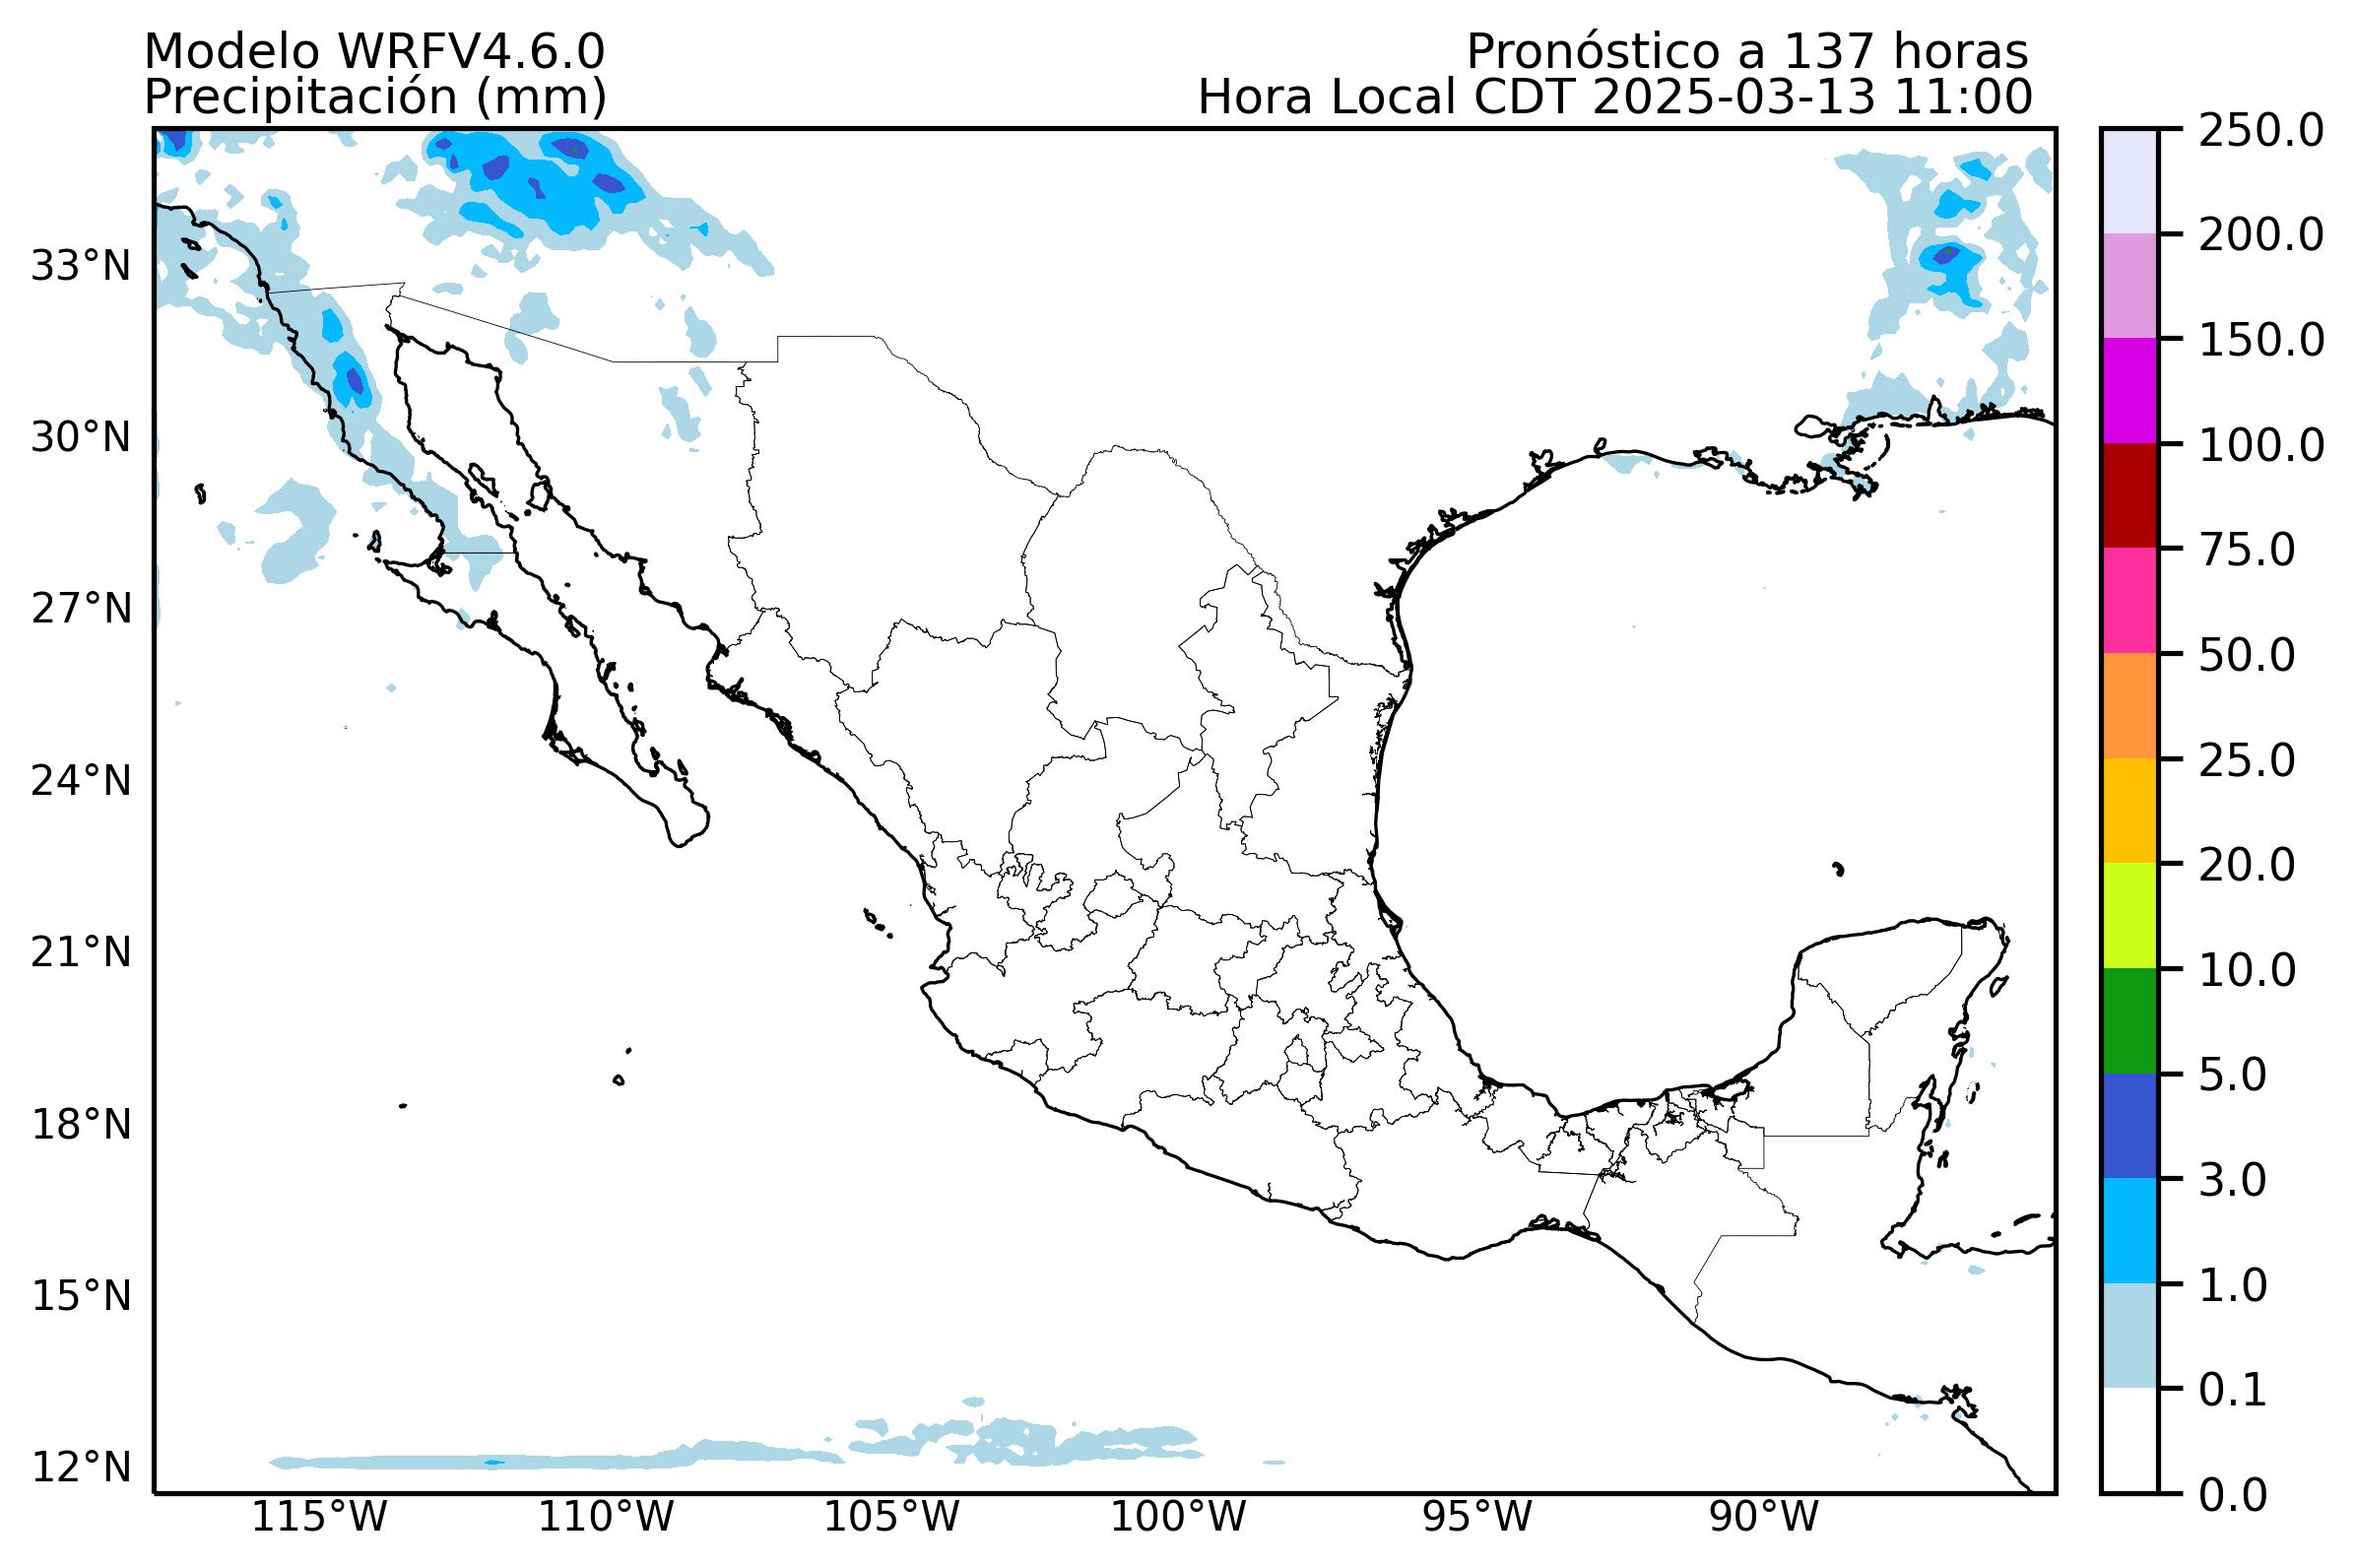 Modelo WRFV4.6.0
Precipitación (mm)
Pronóstico a 137 horas
Hora Local CDT 2025-03-13 11:00
33°N
30°N
27°N
24°N
21°N
18°N
15°N
12°N
115°W
110°W
105°W
100°W
95°W
90°W
250.0
200.0
150.0
100.0
75.0
50.0
25.0
20.0
10.0
5.0
3.0
1.0
0.1
0.0